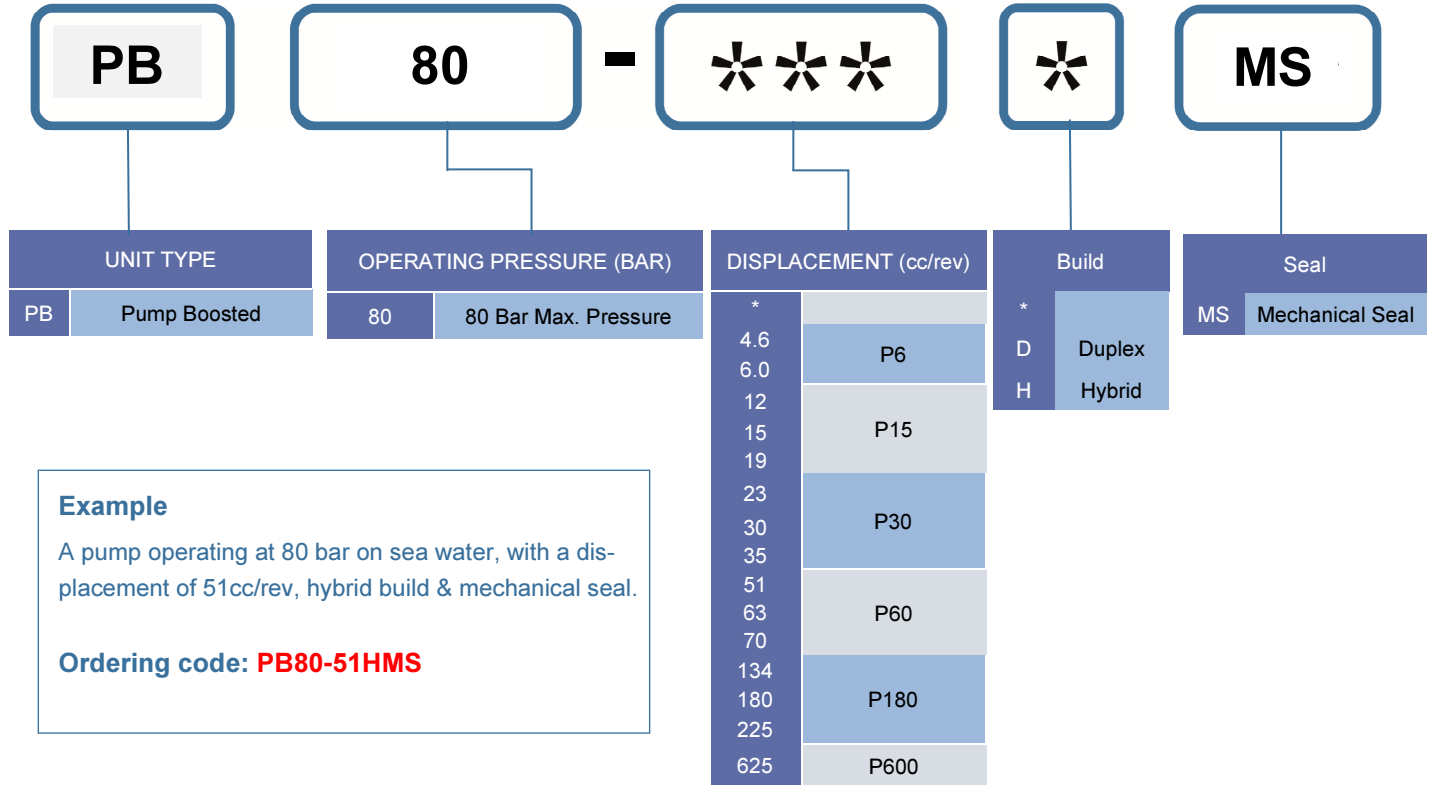 PB 80 - *** * MS
UNIT TYPE
PB Pump Boosted
OPERATING PRESSURE (BAR)
80 80 Bar Max. Pressure
DISPLACEMENT (cc/rev)
*
4.6
6.0
P6
12
15
19
P15
23
30
35
P30
51
63
70
P60
134
180
225
P180
625 P600
Build
*
D Duplex
H Hybrid
Seal
MS Mechanical Seal
Example
A pump operating at 80 bar on sea water, with a dis-
placement of 51cc/rev, hybrid build & mechanical seal.
Ordering code: PB80-51HMS